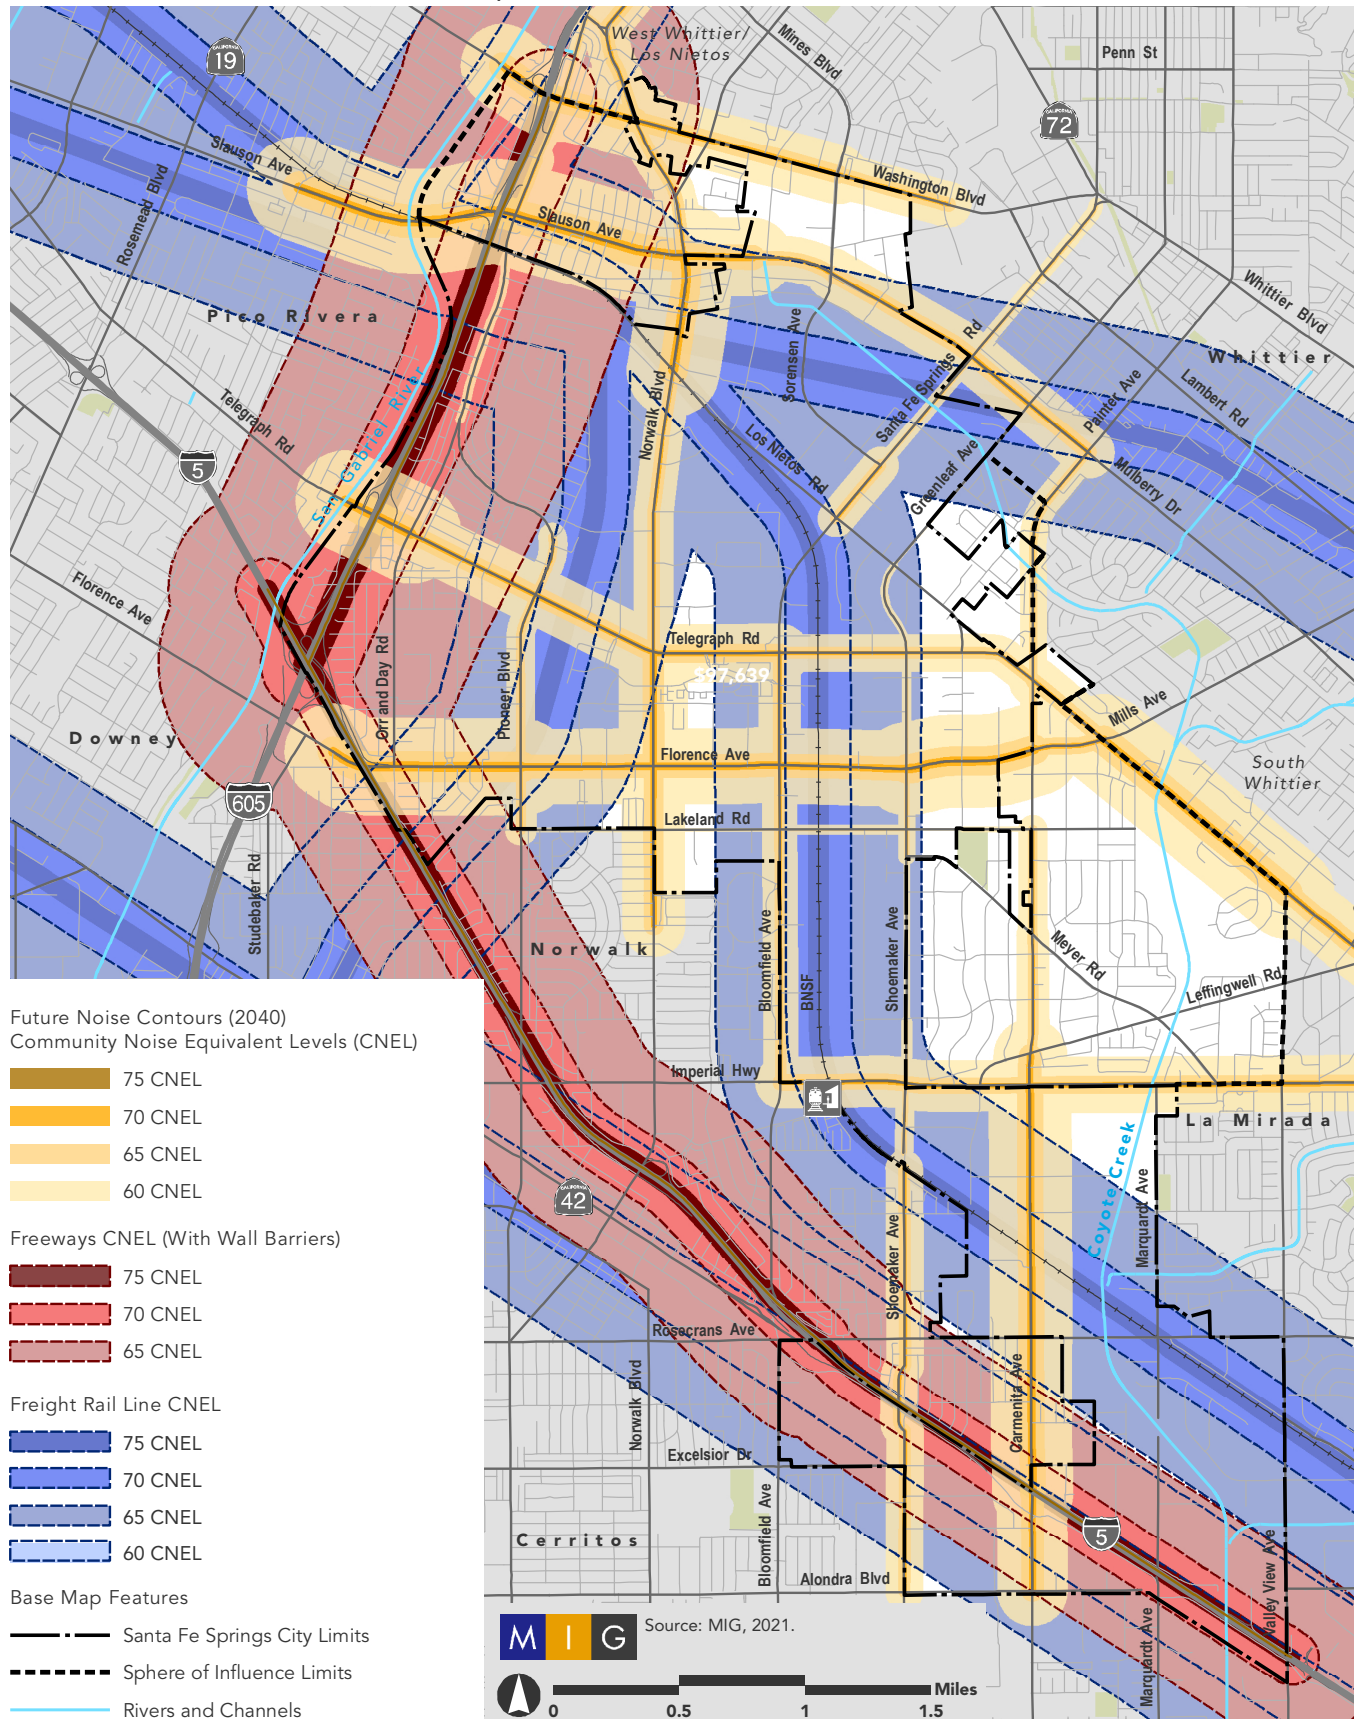 West Whittier/
Los Nietos
Mines Blvd
Penn St
CALIFORNIA
19
CALIFORNIA
72
Slauson Ave
Rosemead Blvd
Washington Blvd
Slauson Ave
Whittier Blvd
Pico Rivera
Whittier
Sorensen Ave
Santa Fe Springs Rd
Painter Ave
Lambert Rd
San Gabriel River
Telegraph Rd
Norwalk Blvd
Los Nietos Rd
Greenleaf Ave
Mulberry Dr
5
Florence Ave
Telegraph Rd
$97,639
Orr and Day Rd
Pioneer Blvd
Mills Ave
Downey
Florence Ave
South
Whittier
605
Lakeland Rd
Studebaker Rd
Norwalk
Bloomfield Ave
BNSF
Shoemaker Ave
Meyer Rd
Leffingwell Rd
Imperial Hwy
La Mirada
Coyote Creek
Marquardt Ave
CALIFORNIA
42
Shoemaker Ave
Rosecrans Ave
Norwalk Blvd
Carmenita Ave
Excelsior Dr
Bloomfield Ave
Cerritos
5
Alondra Blvd
Valley View Ave
Marquardt Ave
Future Noise Contours (2040)
Community Noise Equivalent Levels (CNEL)
75 CNEL
70 CNEL
65 CNEL
60 CNEL
Freeways CNEL (With Wall Barriers)
75 CNEL
70 CNEL
65 CNEL
Freight Rail Line CNEL
75 CNEL
70 CNEL
65 CNEL
60 CNEL
Base Map Features
Santa Fe Springs City Limits
Sphere of Influence Limits
Rivers and Channels
M I G
Source: MIG, 2021.
Miles
0 0.5 1 1.5